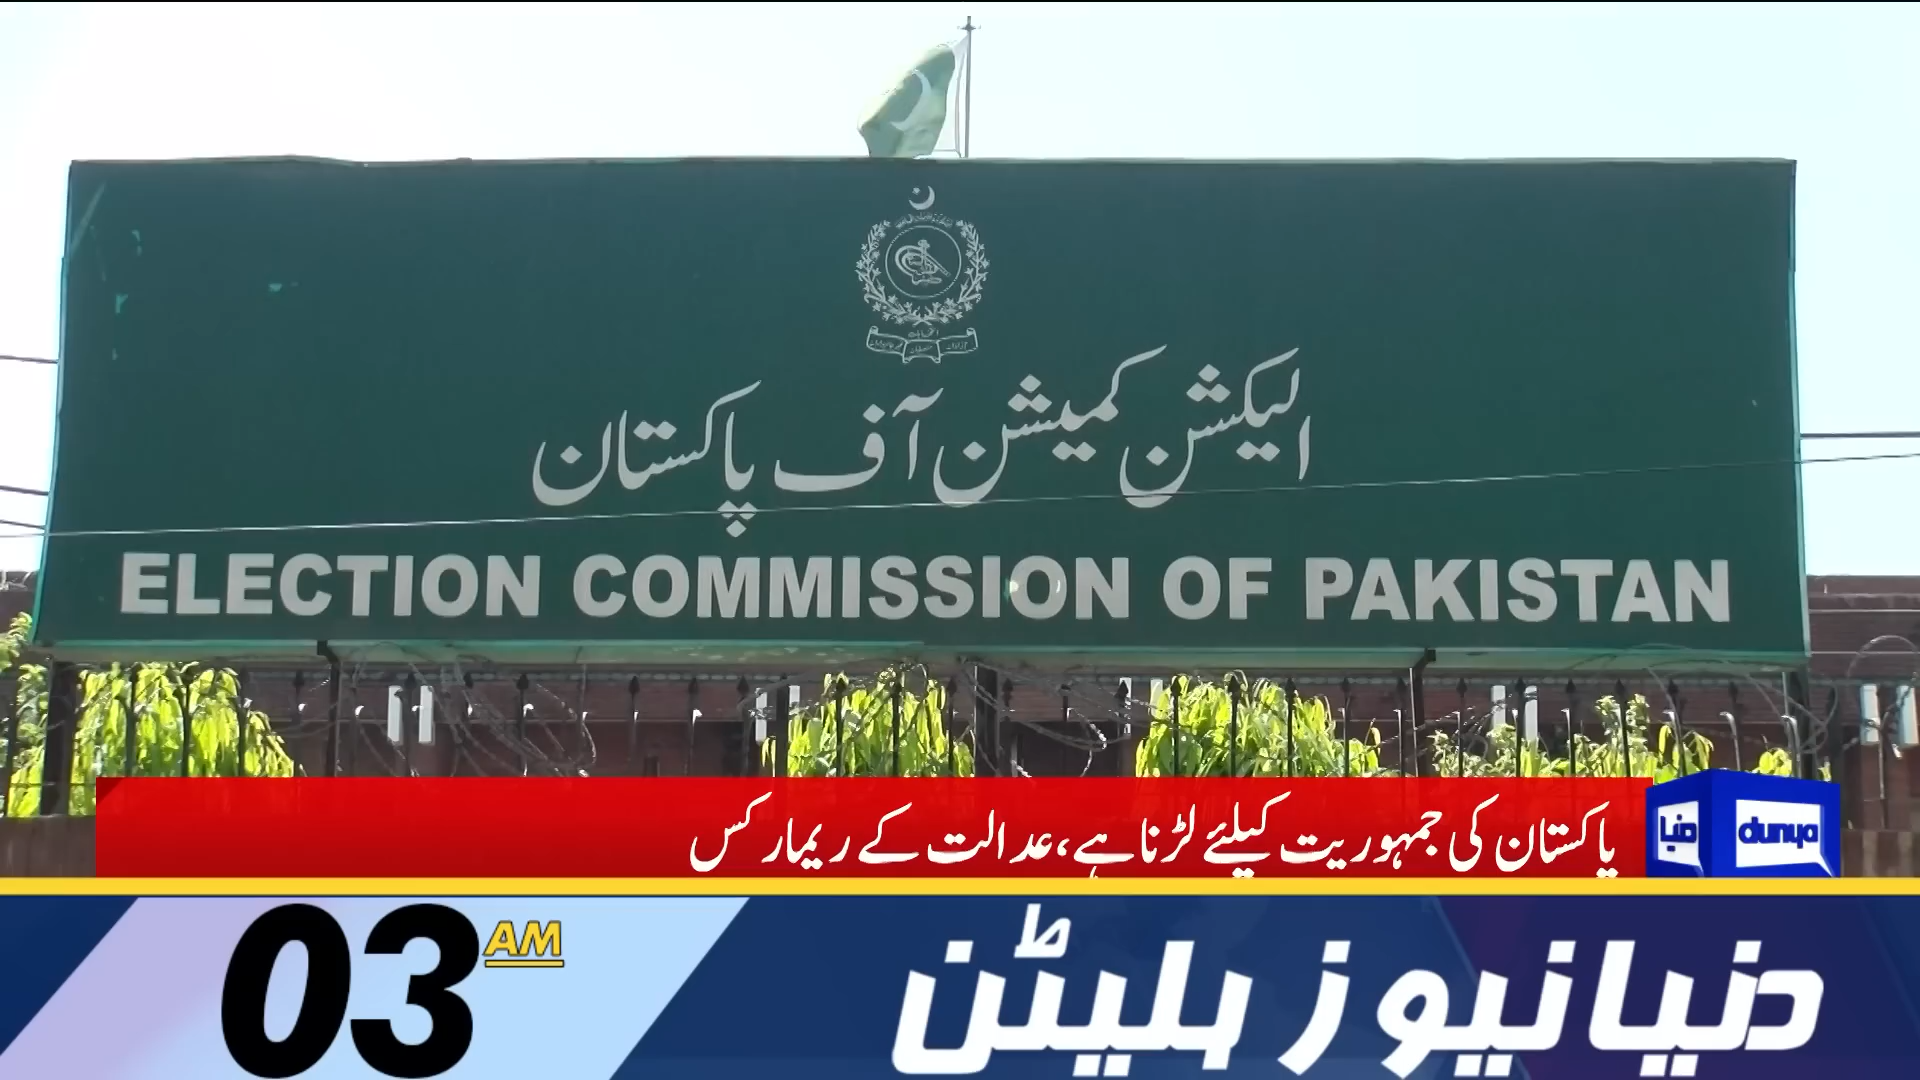 الیکشن کمیشن آف پاکستان
ELECTION COMMISSION OF PAKISTAN
پاکستان کی جمہوریت کیلئے لڑنا ہے، عدالت کے ریمارکس
دنیا
dunya
03 AM
دنیا نیوز بلیٹن